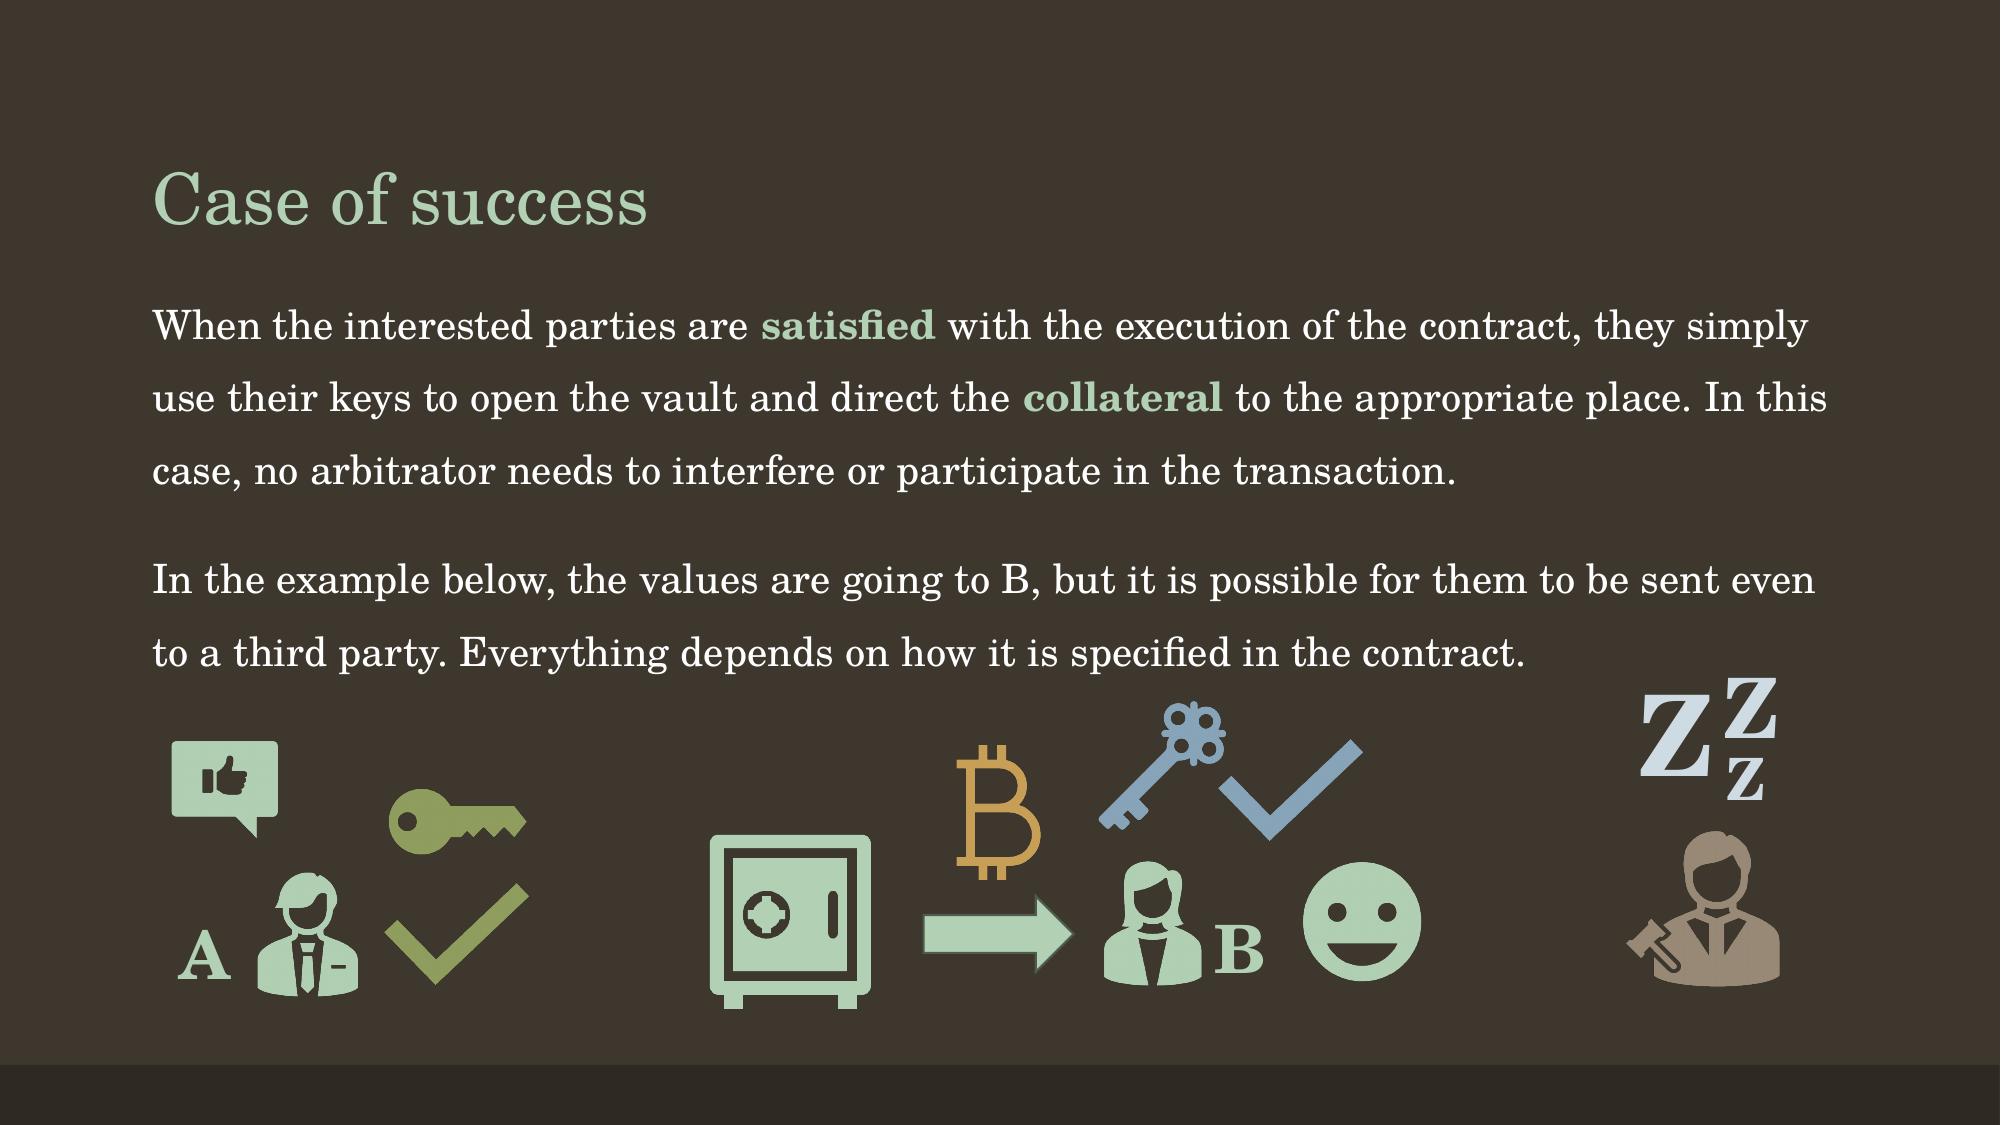 Case of success
When the interested parties are satisfied with the execution of the contract, they simply
use their keys to open the vault and direct the collateral to the appropriate place. In this
case, no arbitrator needs to interfere or participate in the transaction.
In the example below, the values are going to B, but it is possible for them to be sent even
to a third party. Everything depends on how it is specified in the contract.
z z
z
A
B